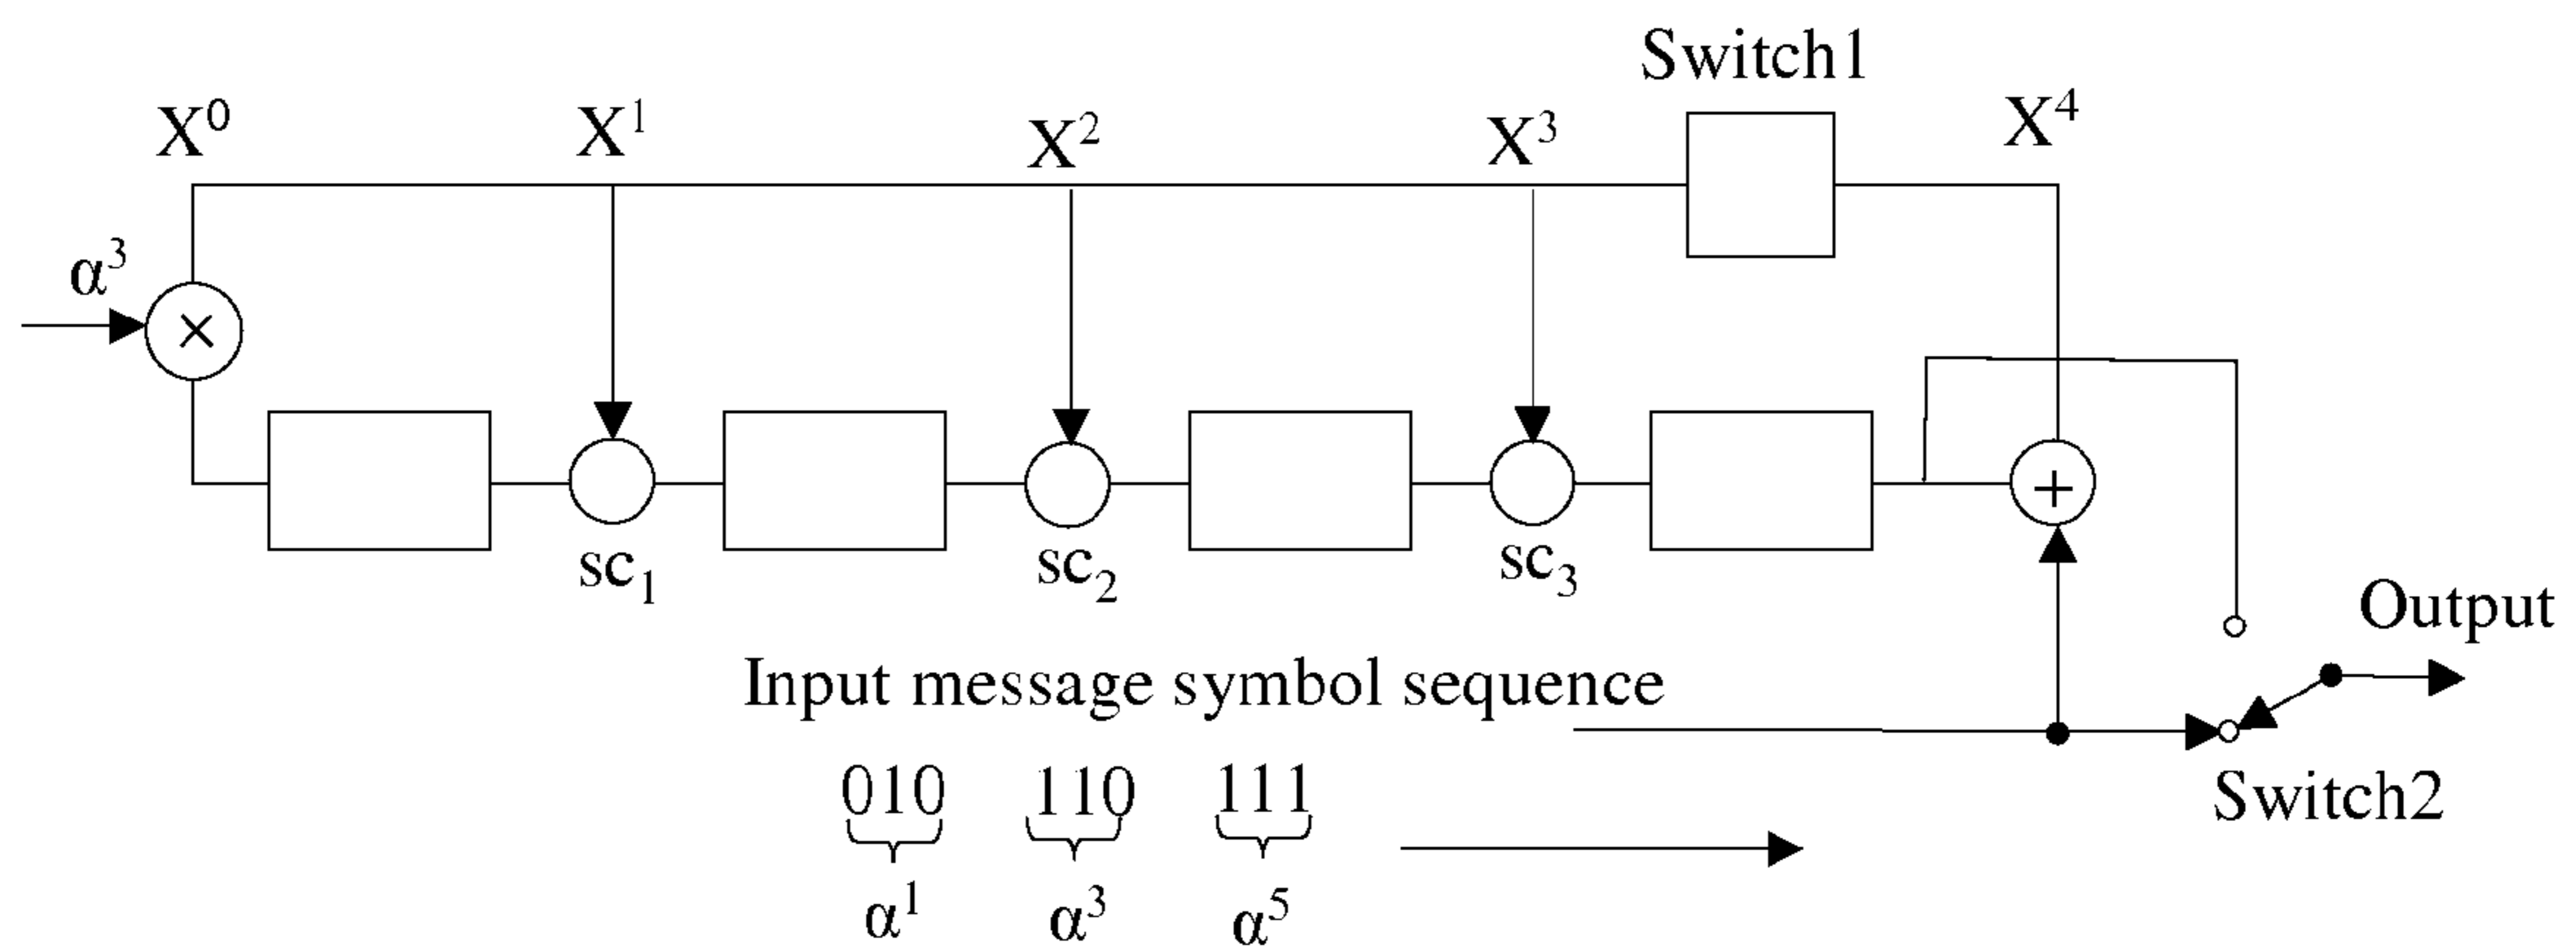 Switch1
X⁰ X¹ X² X³ X⁴
α³
×
+
sc₁ sc₂ sc₃
Output
Input message symbol sequence
010 110 111
Switch2
α¹ α³ α⁵